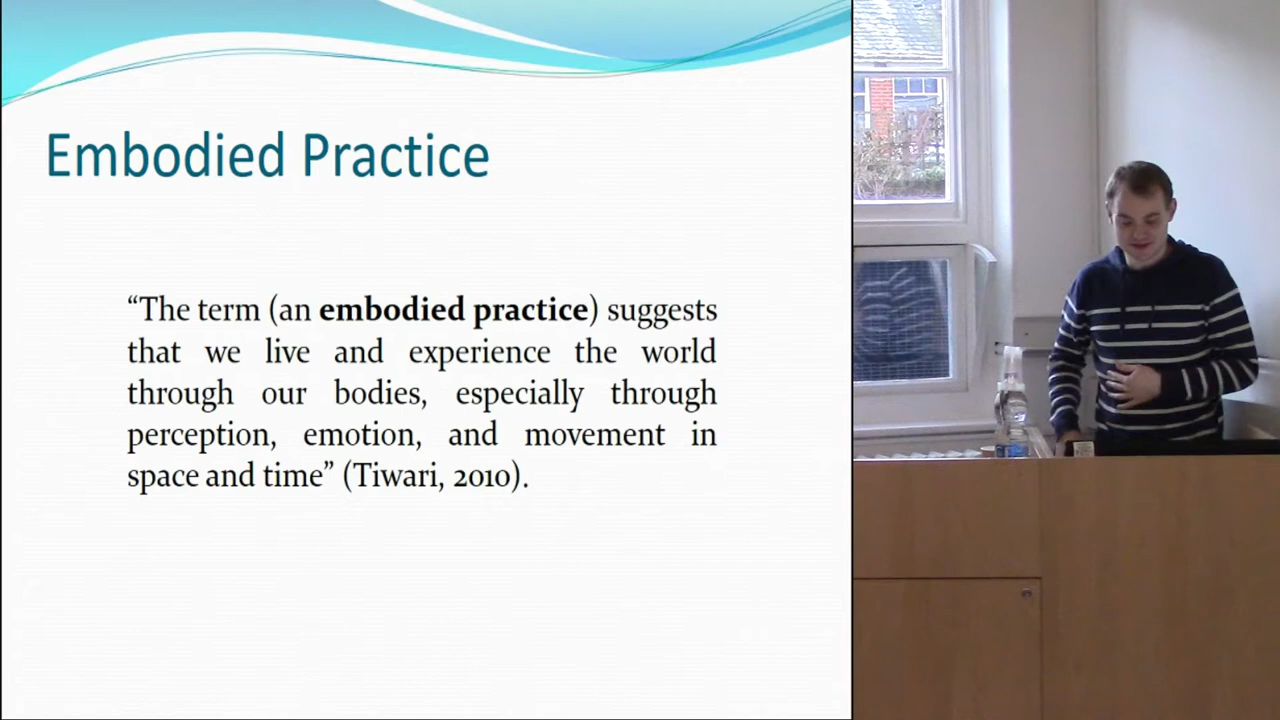 Embodied Practice
“The term (an embodied practice) suggests
that we live and experience the world
through our bodies, especially through
perception, emotion, and movement in
space and time” (Tiwari, 2010).